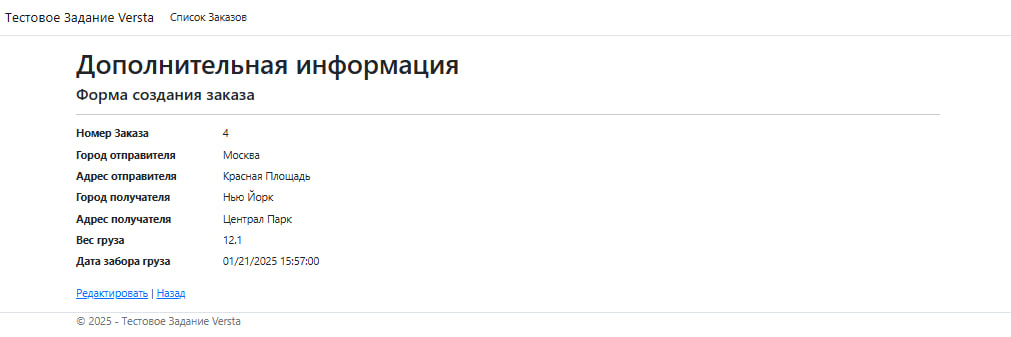 Тестовое Задание Versta Список Заказов
Дополнительная информация
Форма создания заказа
Номер Заказа 4
Город отправителя Москва
Адрес отправителя Красная Площадь
Город получателя Нью Йорк
Адрес получателя Централ Парк
Вес груза 12,1
Дата забора груза 01/21/2025 15:57:00
Редактировать | Назад
© 2025 - Тестовое Задание Versta